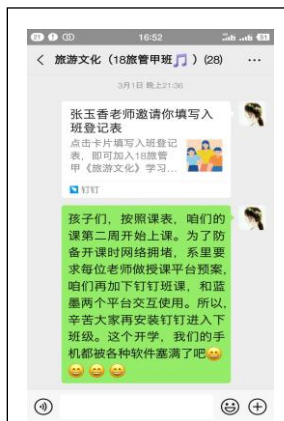 16:52
旅游文化（18旅管甲班🎵）(28)
3月1日 晚上21:36
张玉香老师邀请你填写入
班登记表
点击卡片填写入班登记
表，即可加入18旅管
甲《旅游文化》学习...
钉钉
孩子们，按照课表，咱们的
课第二周开始上课。为了防
备开课时网络拥堵，系里要
求每位老师做授课平台预案，
咱们再加下钉钉班课，和蓝
墨两个平台交互使用。所以，
辛苦大家再安装钉钉进入下
班级。这个开学，我们的手
机都被各种软件塞满了吧😄
😄😄😄